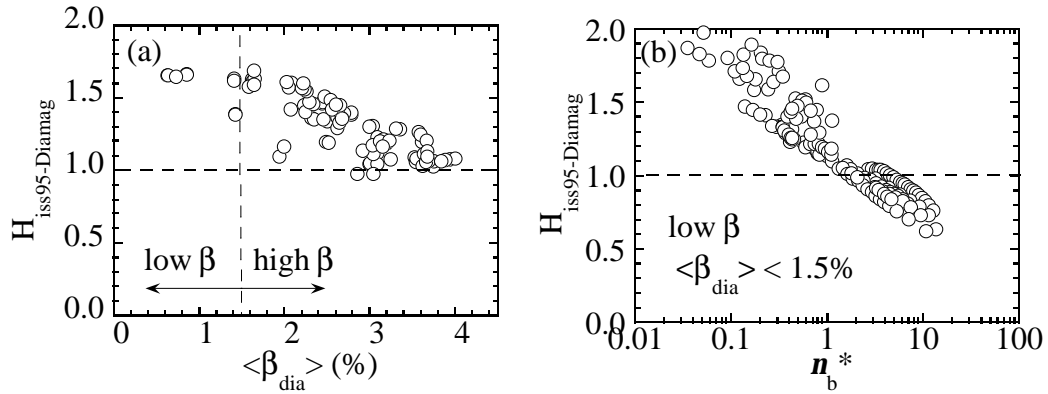 (a)
H_iss95-Diamag
2.0
1.5
1.0
1.0
0.0
low β
high β
0
1
2
3
4
<β_dia> (%)
(b)
H_iss95-Diamag
2.0
1.5
1.0
0.5
0.0
low β
<β_dia> < 1.5%
0.01
0.1
1
10
100
n_b*